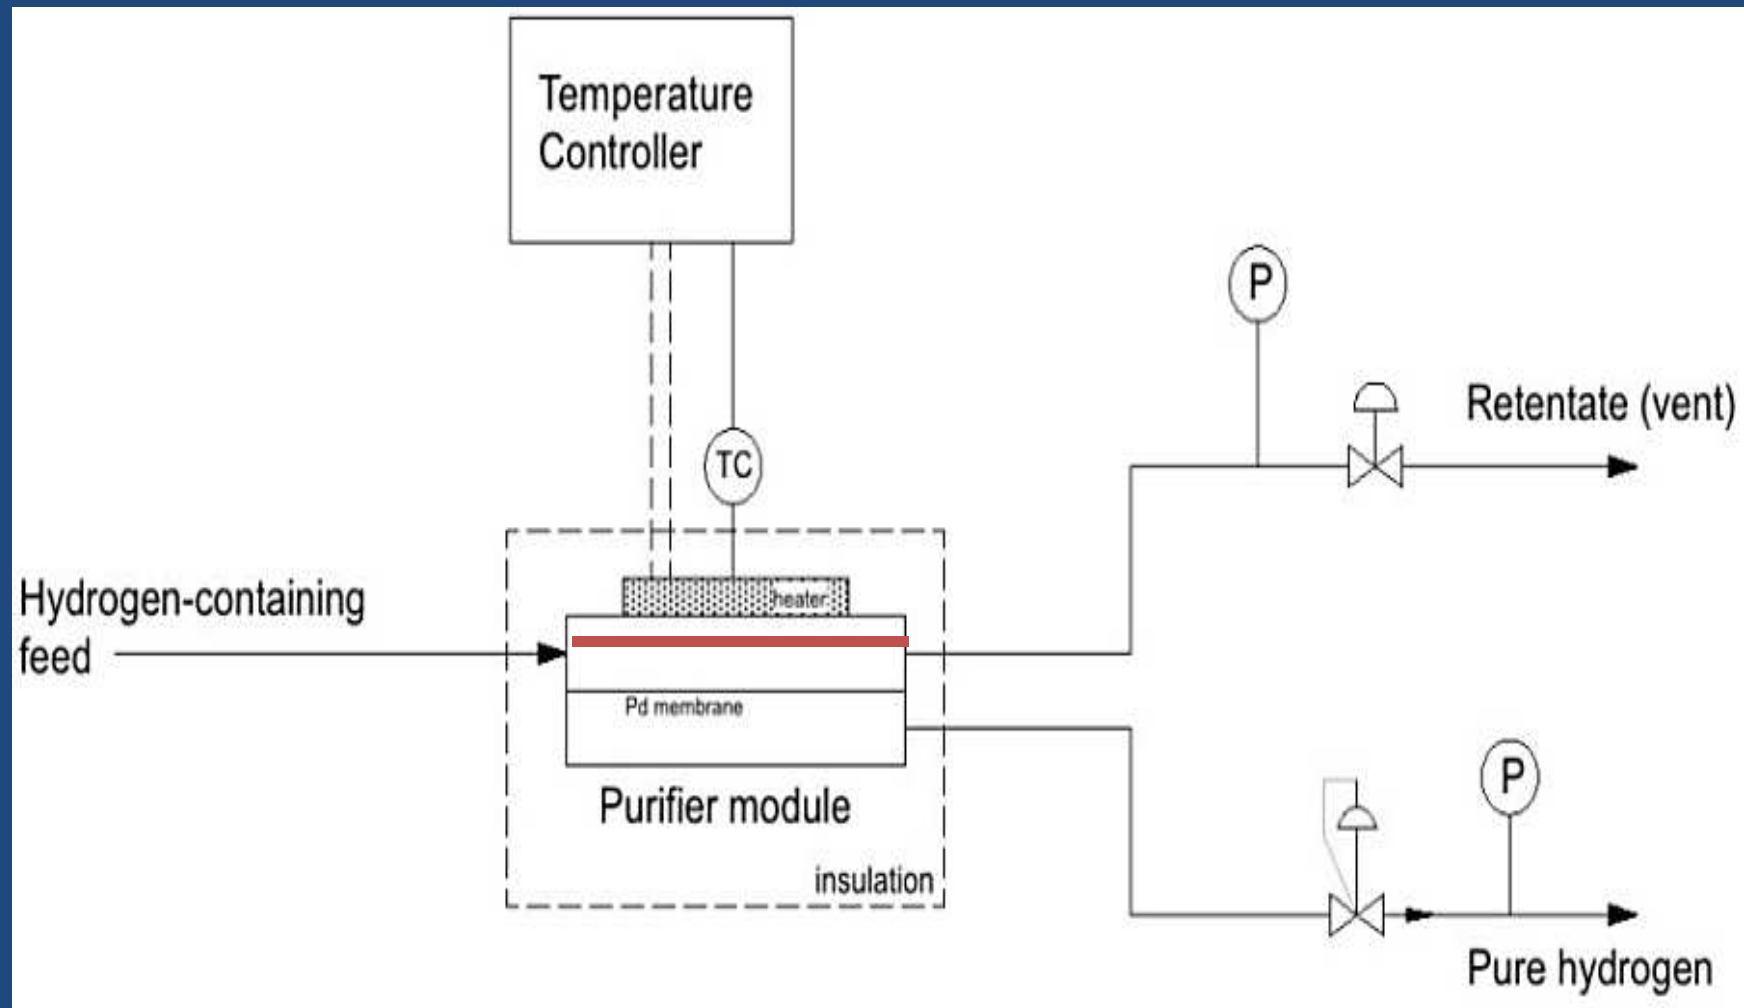 Temperature
Controller
P
Retentate (vent)
TC
Hydrogen-containing
feed
heater
Pd membrane
Purifier module
insulation
P
Pure hydrogen